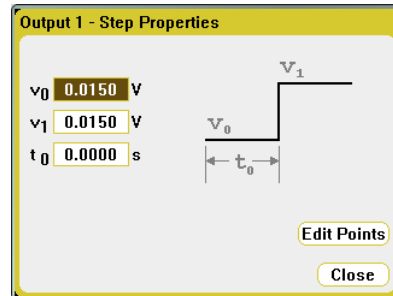 Output 1 - Step Properties
V1
V0 0.0150 V
V1 0.0150 V
V0
t0 0.0000 s
t0
Edit Points
Close